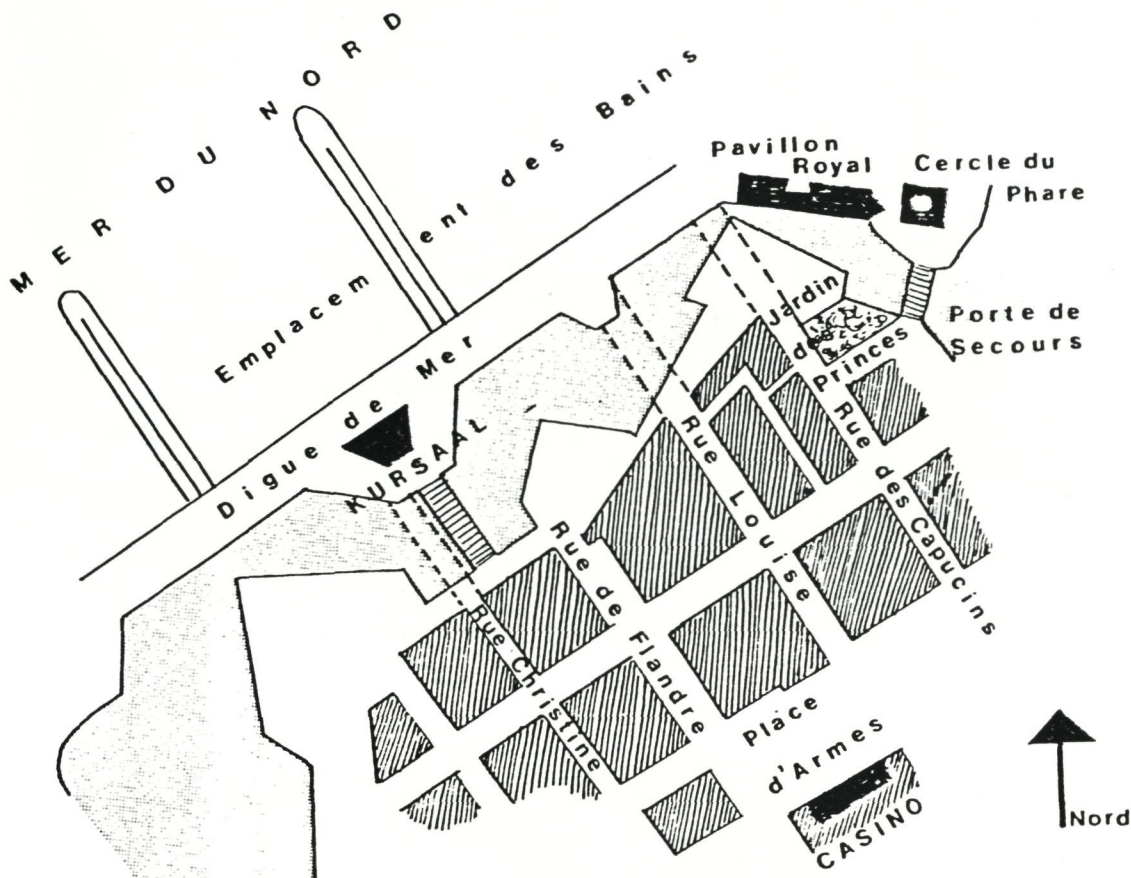 MER DU NORD
Emplacement des Bains
Pavillon
Royal
Cercle du
Phare
Digue de Mer
KURSAAL
Jardin
des
Princes
Porte de
Secours
Rue Christine
Rue de Flandre
Rue Louise
Rue des Capucins
Place
d'Armes
CASINO
Nord